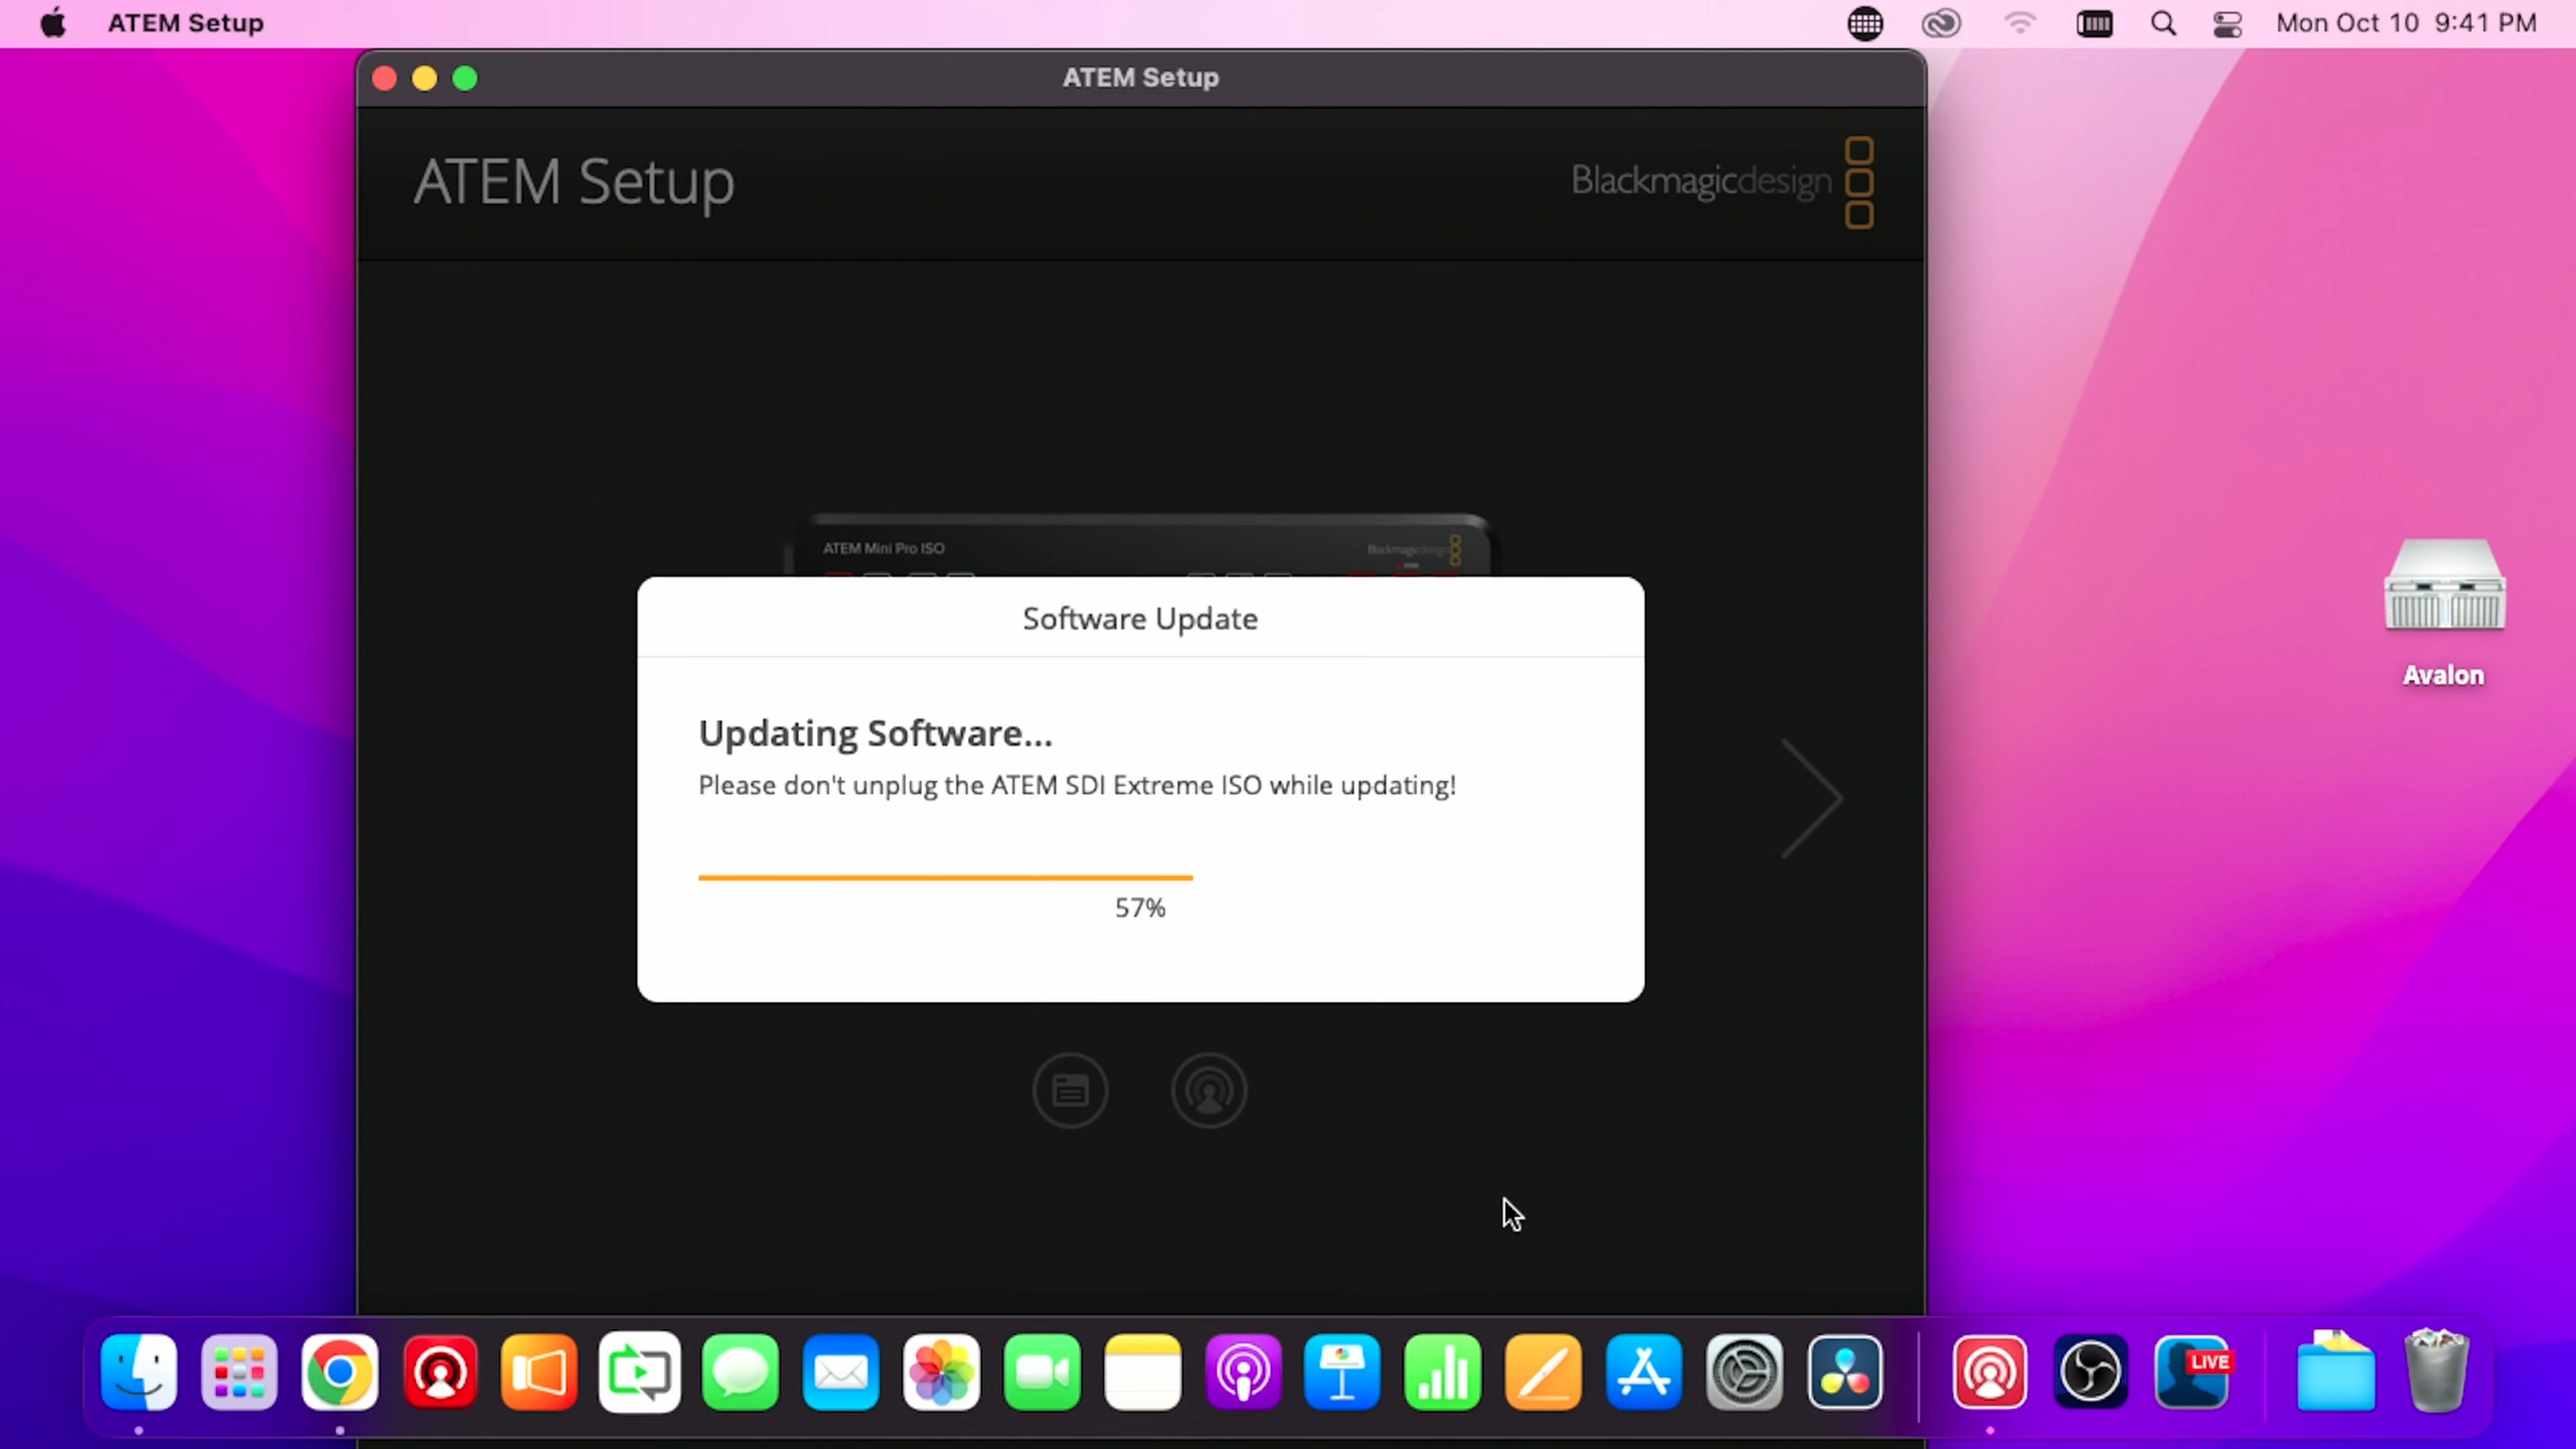 ATEM Setup
Mon Oct 10 9:41 PM
ATEM Setup
ATEM Setup
Blackmagicdesign
ATEM Mini Pro ISO
Blackmagicdesign
Software Update
Updating Software...
Please don't unplug the ATEM SDI Extreme ISO while updating!
57%
Avalon
LIVE